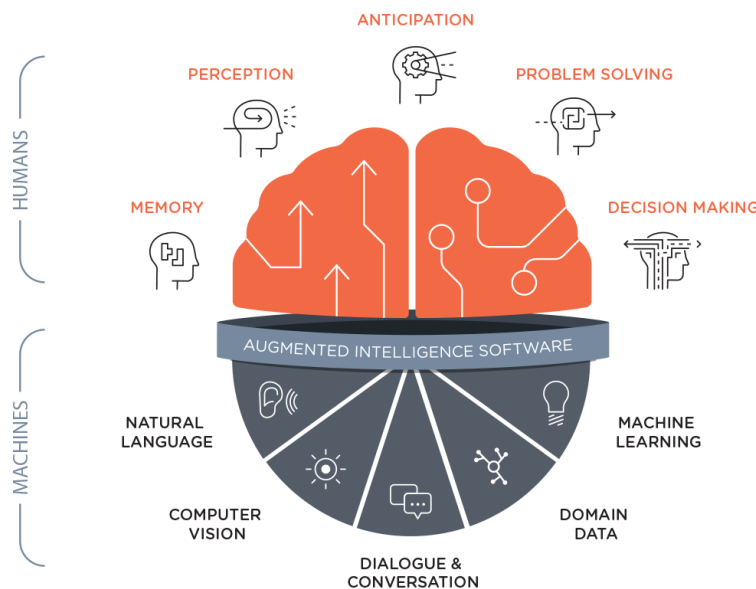 ANTICIPATION
PERCEPTION
PROBLEM SOLVING
HUMANS
MEMORY
DECISION MAKING
AUGMENTED INTELLIGENCE SOFTWARE
MACHINES
NATURAL
LANGUAGE
MACHINE
LEARNING
COMPUTER
VISION
DOMAIN
DATA
DIALOGUE &
CONVERSATION